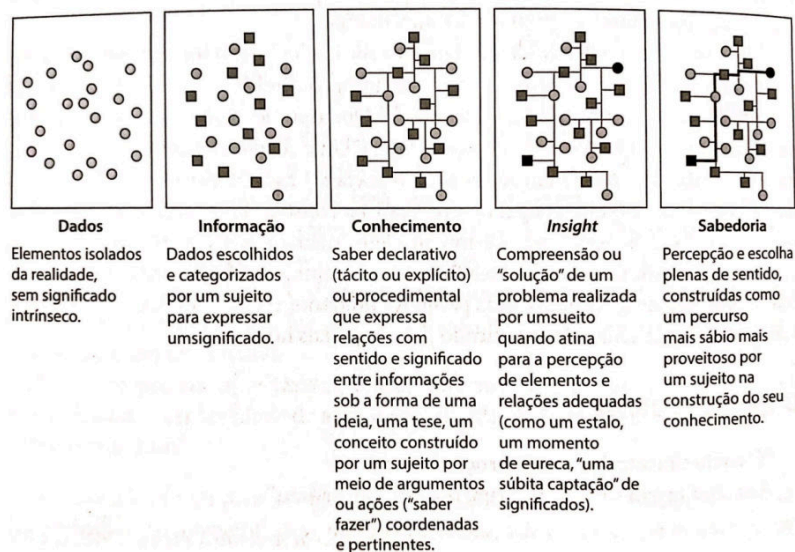 Dados
Elementos isolados
da realidade,
sem significado
intrínseco.
Informação
Dados escolhidos
e categorizados
por um sujeito
para expressar
umsignificado.
Conhecimento
Saber declarativo
(tácito ou explícito)
ou procedimental
que expressa
relações com
sentido e significado
entre informações
sob a forma de uma
ideia, uma tese, um
conceito construído
por um sujeito por
meio de argumentos
ou ações (“saber
fazer”) coordenadas
e pertinentes.
Insight
Compreensão ou
“solução” de um
problema realizada
por umsueito
quando atina
para a percepção
de elementos e
relações adequadas
(como um estalo,
um momento
de eureca, “uma
súbita captação” de
significados).
Sabedoria
Percepção e escolha
plenas de sentido,
construídas como
um percurso
mais sábio mais
proveitoso por
um sujeito na
construção do seu
conhecimento.